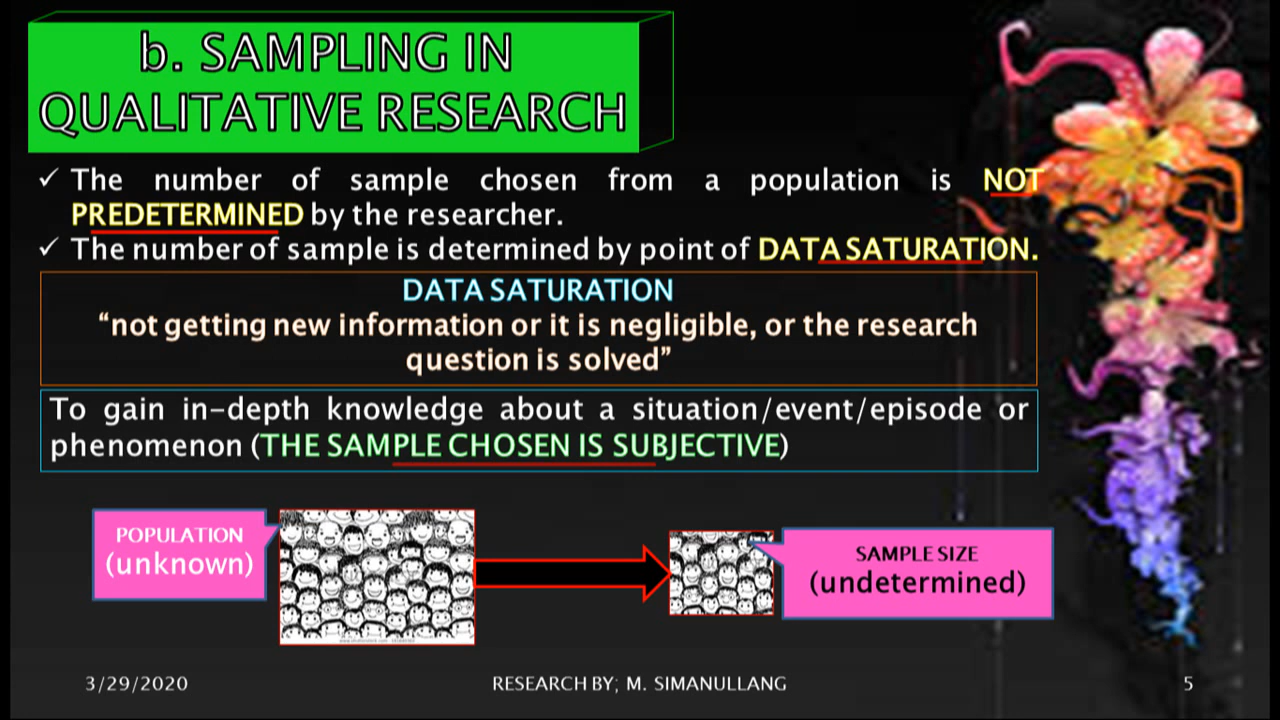 b. SAMPLING IN
QUALITATIVE RESEARCH
✓ The number of sample chosen from a population is NOT
PREDETERMINED by the researcher.
✓ The number of sample is determined by point of DATA SATURATION.
DATA SATURATION
“not getting new information or it is negligible, or the research
question is solved”
To gain in-depth knowledge about a situation/event/episode or
phenomenon (THE SAMPLE CHOSEN IS SUBJECTIVE)
POPULATION
(unknown)
SAMPLE SIZE
(undetermined)
3/29/2020
RESEARCH BY; M. SIMANULLANG
5